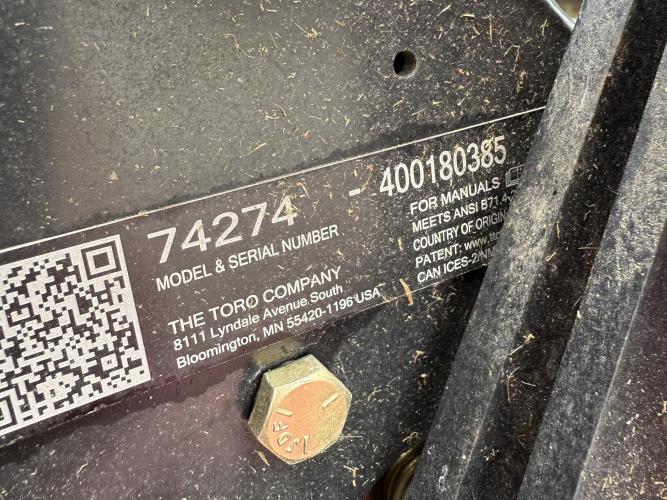 74274 - 400180385
MODEL & SERIAL NUMBER
THE TORO COMPANY
8111 Lyndale Avenue South
Bloomington, MN 55420-1196 USA
FOR MANUALS
MEETS ANSI B71.4
COUNTRY OF ORIGIN
PATENT: www.
CAN ICES-2/NM